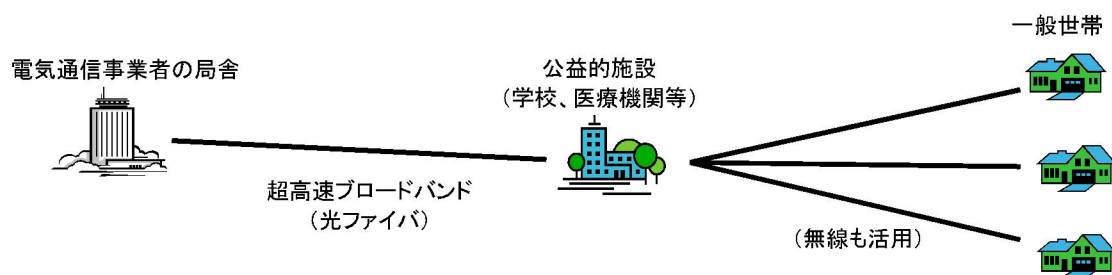 一般世帯
電気通信事業者の局舎
公益的施設
（学校、医療機関等）
超高速ブロードバンド
（光ファイバ）
（無線も活用）